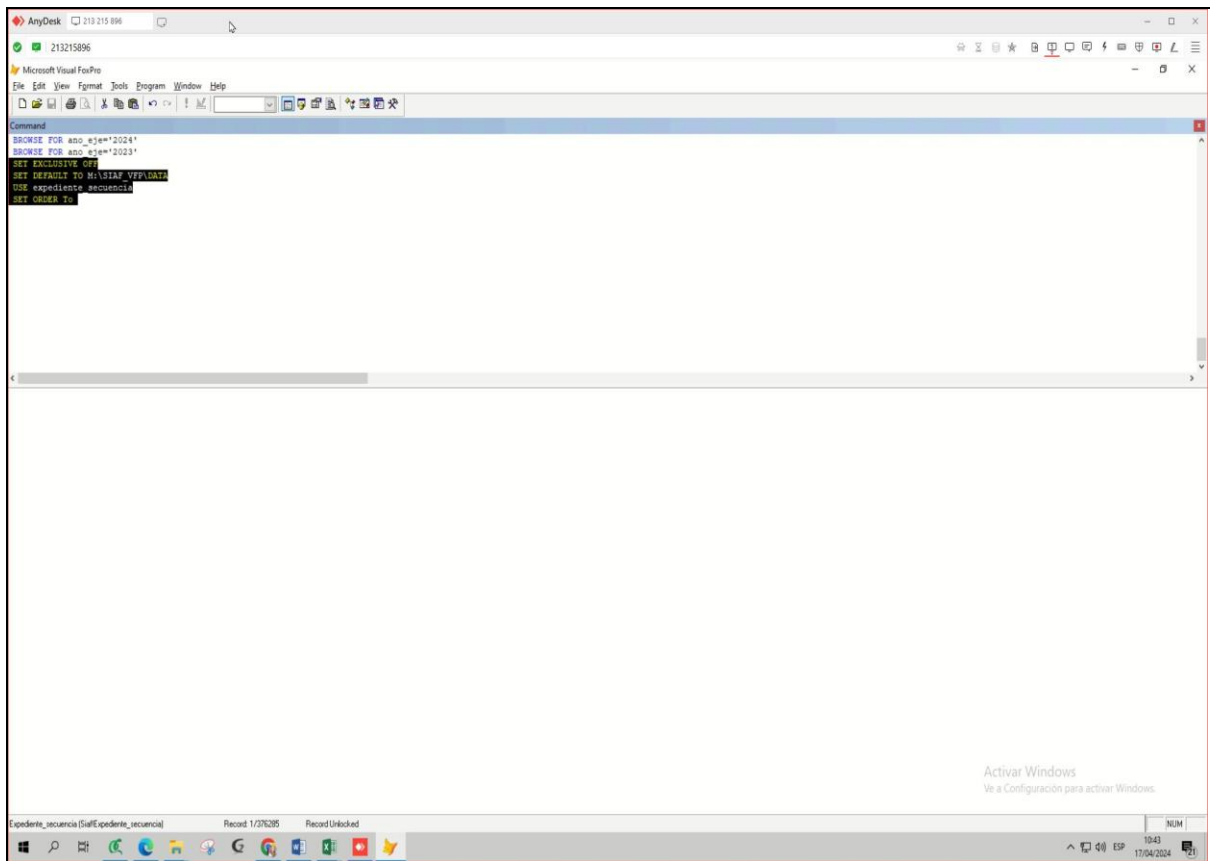 AnyDesk 213 215 896
213215896
Microsoft Visual FoxPro
File Edit View Format Tools Program Window Help
Command
BROWSE FOR ano_eje='2024'
BROWSE FOR ano_eje='2023'
SET EXCLUSIVE OFF
SET DEFAULT TO M:\SIAF_VFP\DATA
USE expediente_secuencia
SET ORDER To
Activar Windows
Ve a Configuración para activar Windows.
Expediente_secuencia (Siaf!Expediente_secuencia) Record: 1/376285 Record Unlocked NUM
ESP 10:43
17/04/2024